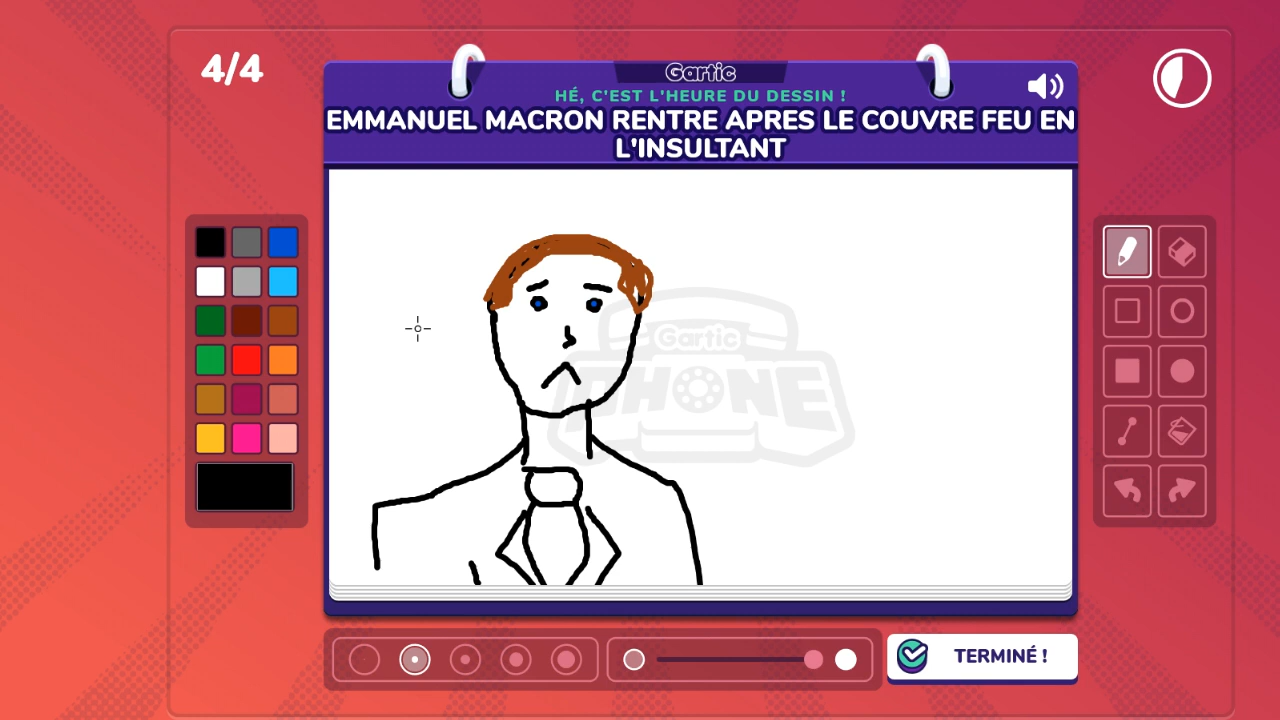 4/4
Gartic
HÉ, C'EST L'HEURE DU DESSIN !
EMMANUEL MACRON RENTRE APRES LE COUVRE FEU EN
L'INSULTANT
Gartic
PHONE
TERMINÉ !